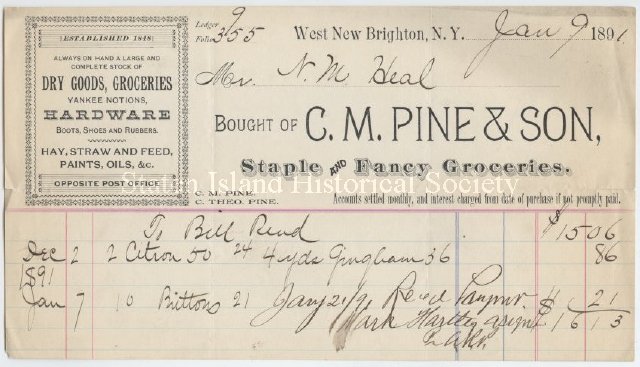 ESTABLISHED 1848
ALWAYS ON HAND A LARGE AND
COMPLETE STOCK OF
DRY GOODS, GROCERIES
YANKEE NOTIONS,
HARDWARE
BOOTS, SHOES AND RUBBERS.
HAY, STRAW AND FEED,
PAINTS, OILS, &c.
OPPOSITE POST OFFICE
Ledger 9
Folio 355
West New Brighton, N.Y. Jan 9 1891
Mr. N. M Heal
BOUGHT OF C. M. PINE & SON,
Staple AND Fancy Groceries.
Staten Island Historical Society
C. M. PINE.
C. THEO. PINE.
Accounts settled monthly, and interest charged from date of purchase if not promptly paid.
To Bill Rend $15 06
Dec 2 2 Citron 50 24 4 yds Gingham 36 86
1891
Jan 7 10 Buttons 21 Jany 21/91 Recd Paymt 21
Mark $16 13